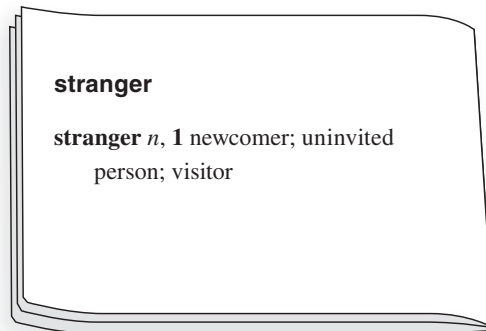 stranger
stranger n, 1 newcomer; uninvited
person; visitor